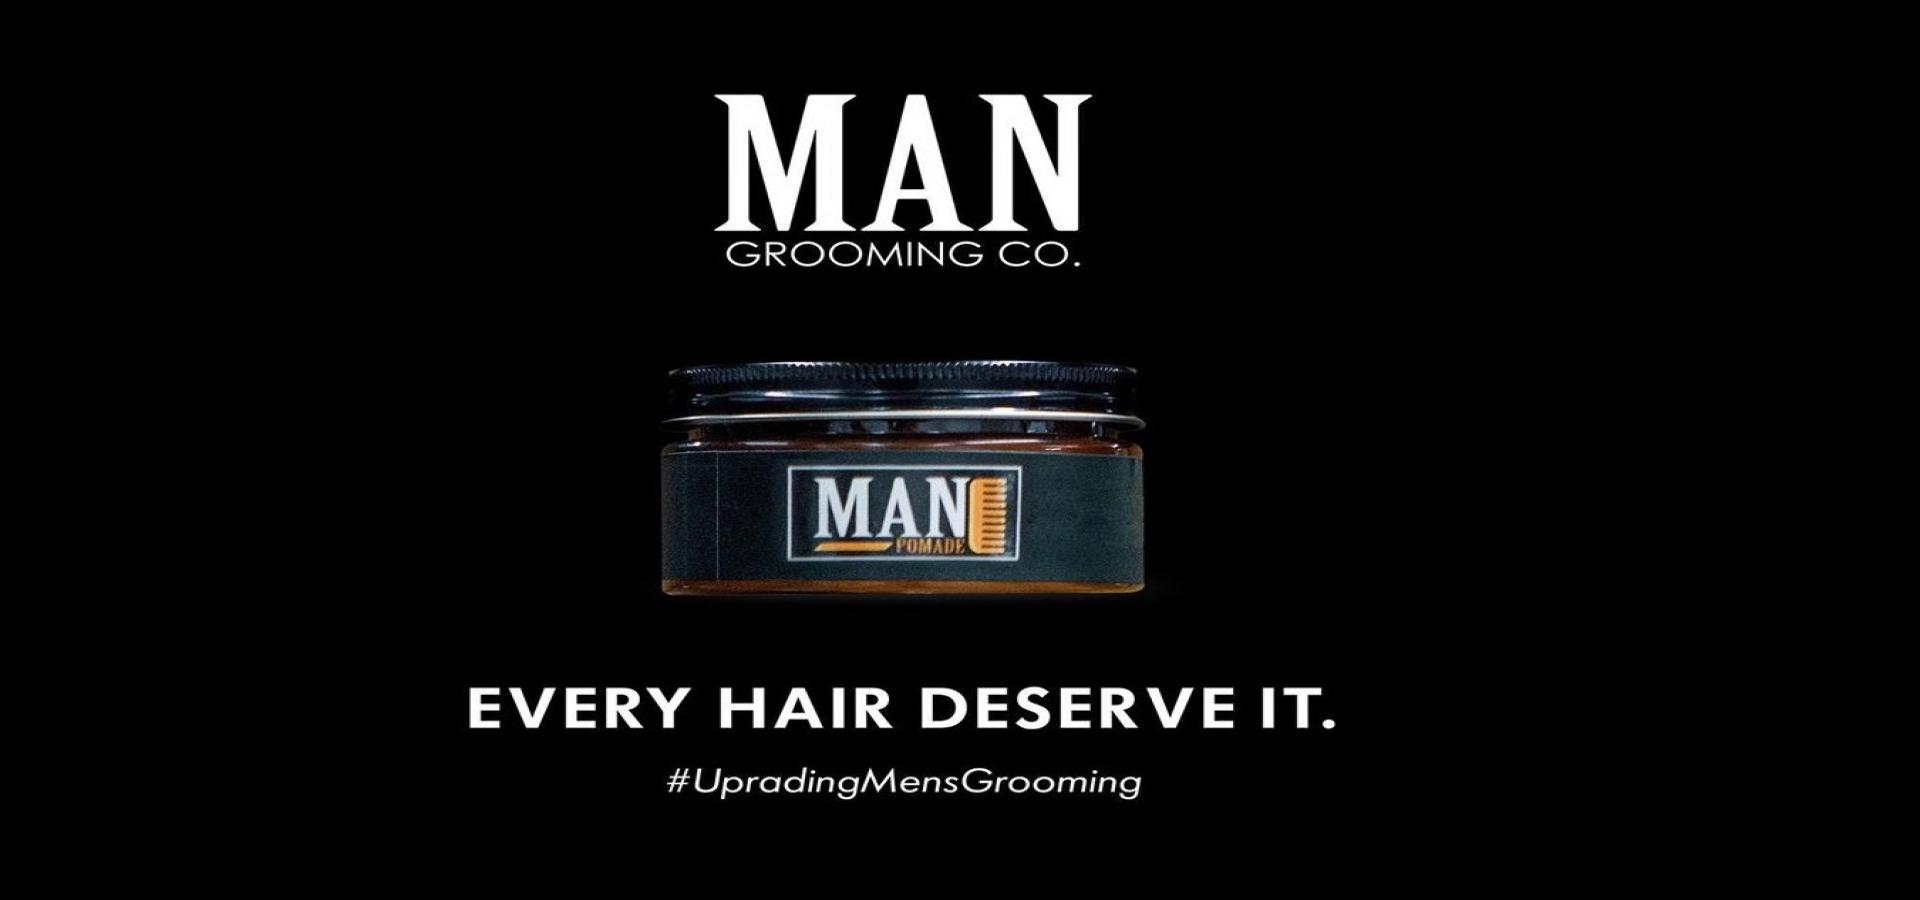 MAN
GROOMING CO.
MAN
POMADE
EVERY HAIR DESERVE IT.
#UpradingMensGrooming